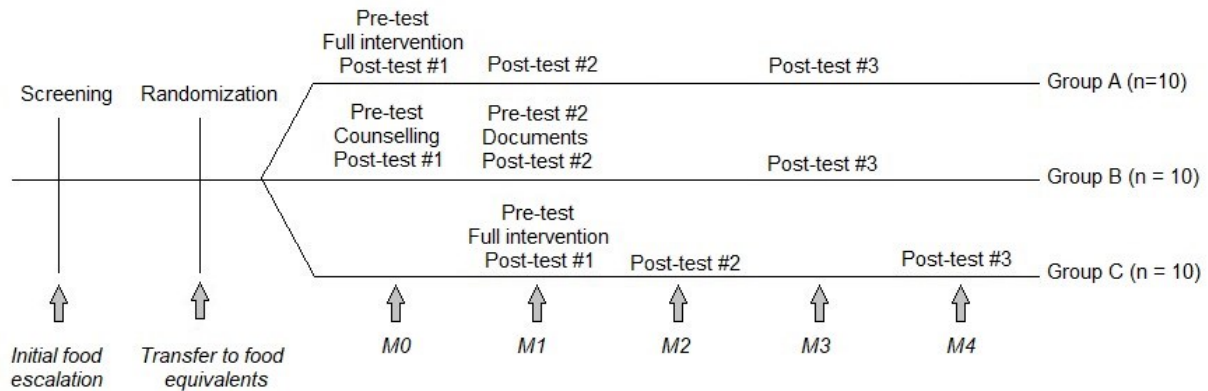 Screening
Randomization
Pre-test
Full intervention
Post-test #1
Post-test #2
Post-test #3
Group A (n=10)
Pre-test
Counselling
Post-test #1
Pre-test #2
Documents
Post-test #2
Post-test #3
Group B (n = 10)
Pre-test
Full intervention
Post-test #1
Post-test #2
Post-test #3
Group C (n = 10)
Initial food
escalation
Transfer to food
equivalents
M0
M1
M2
M3
M4